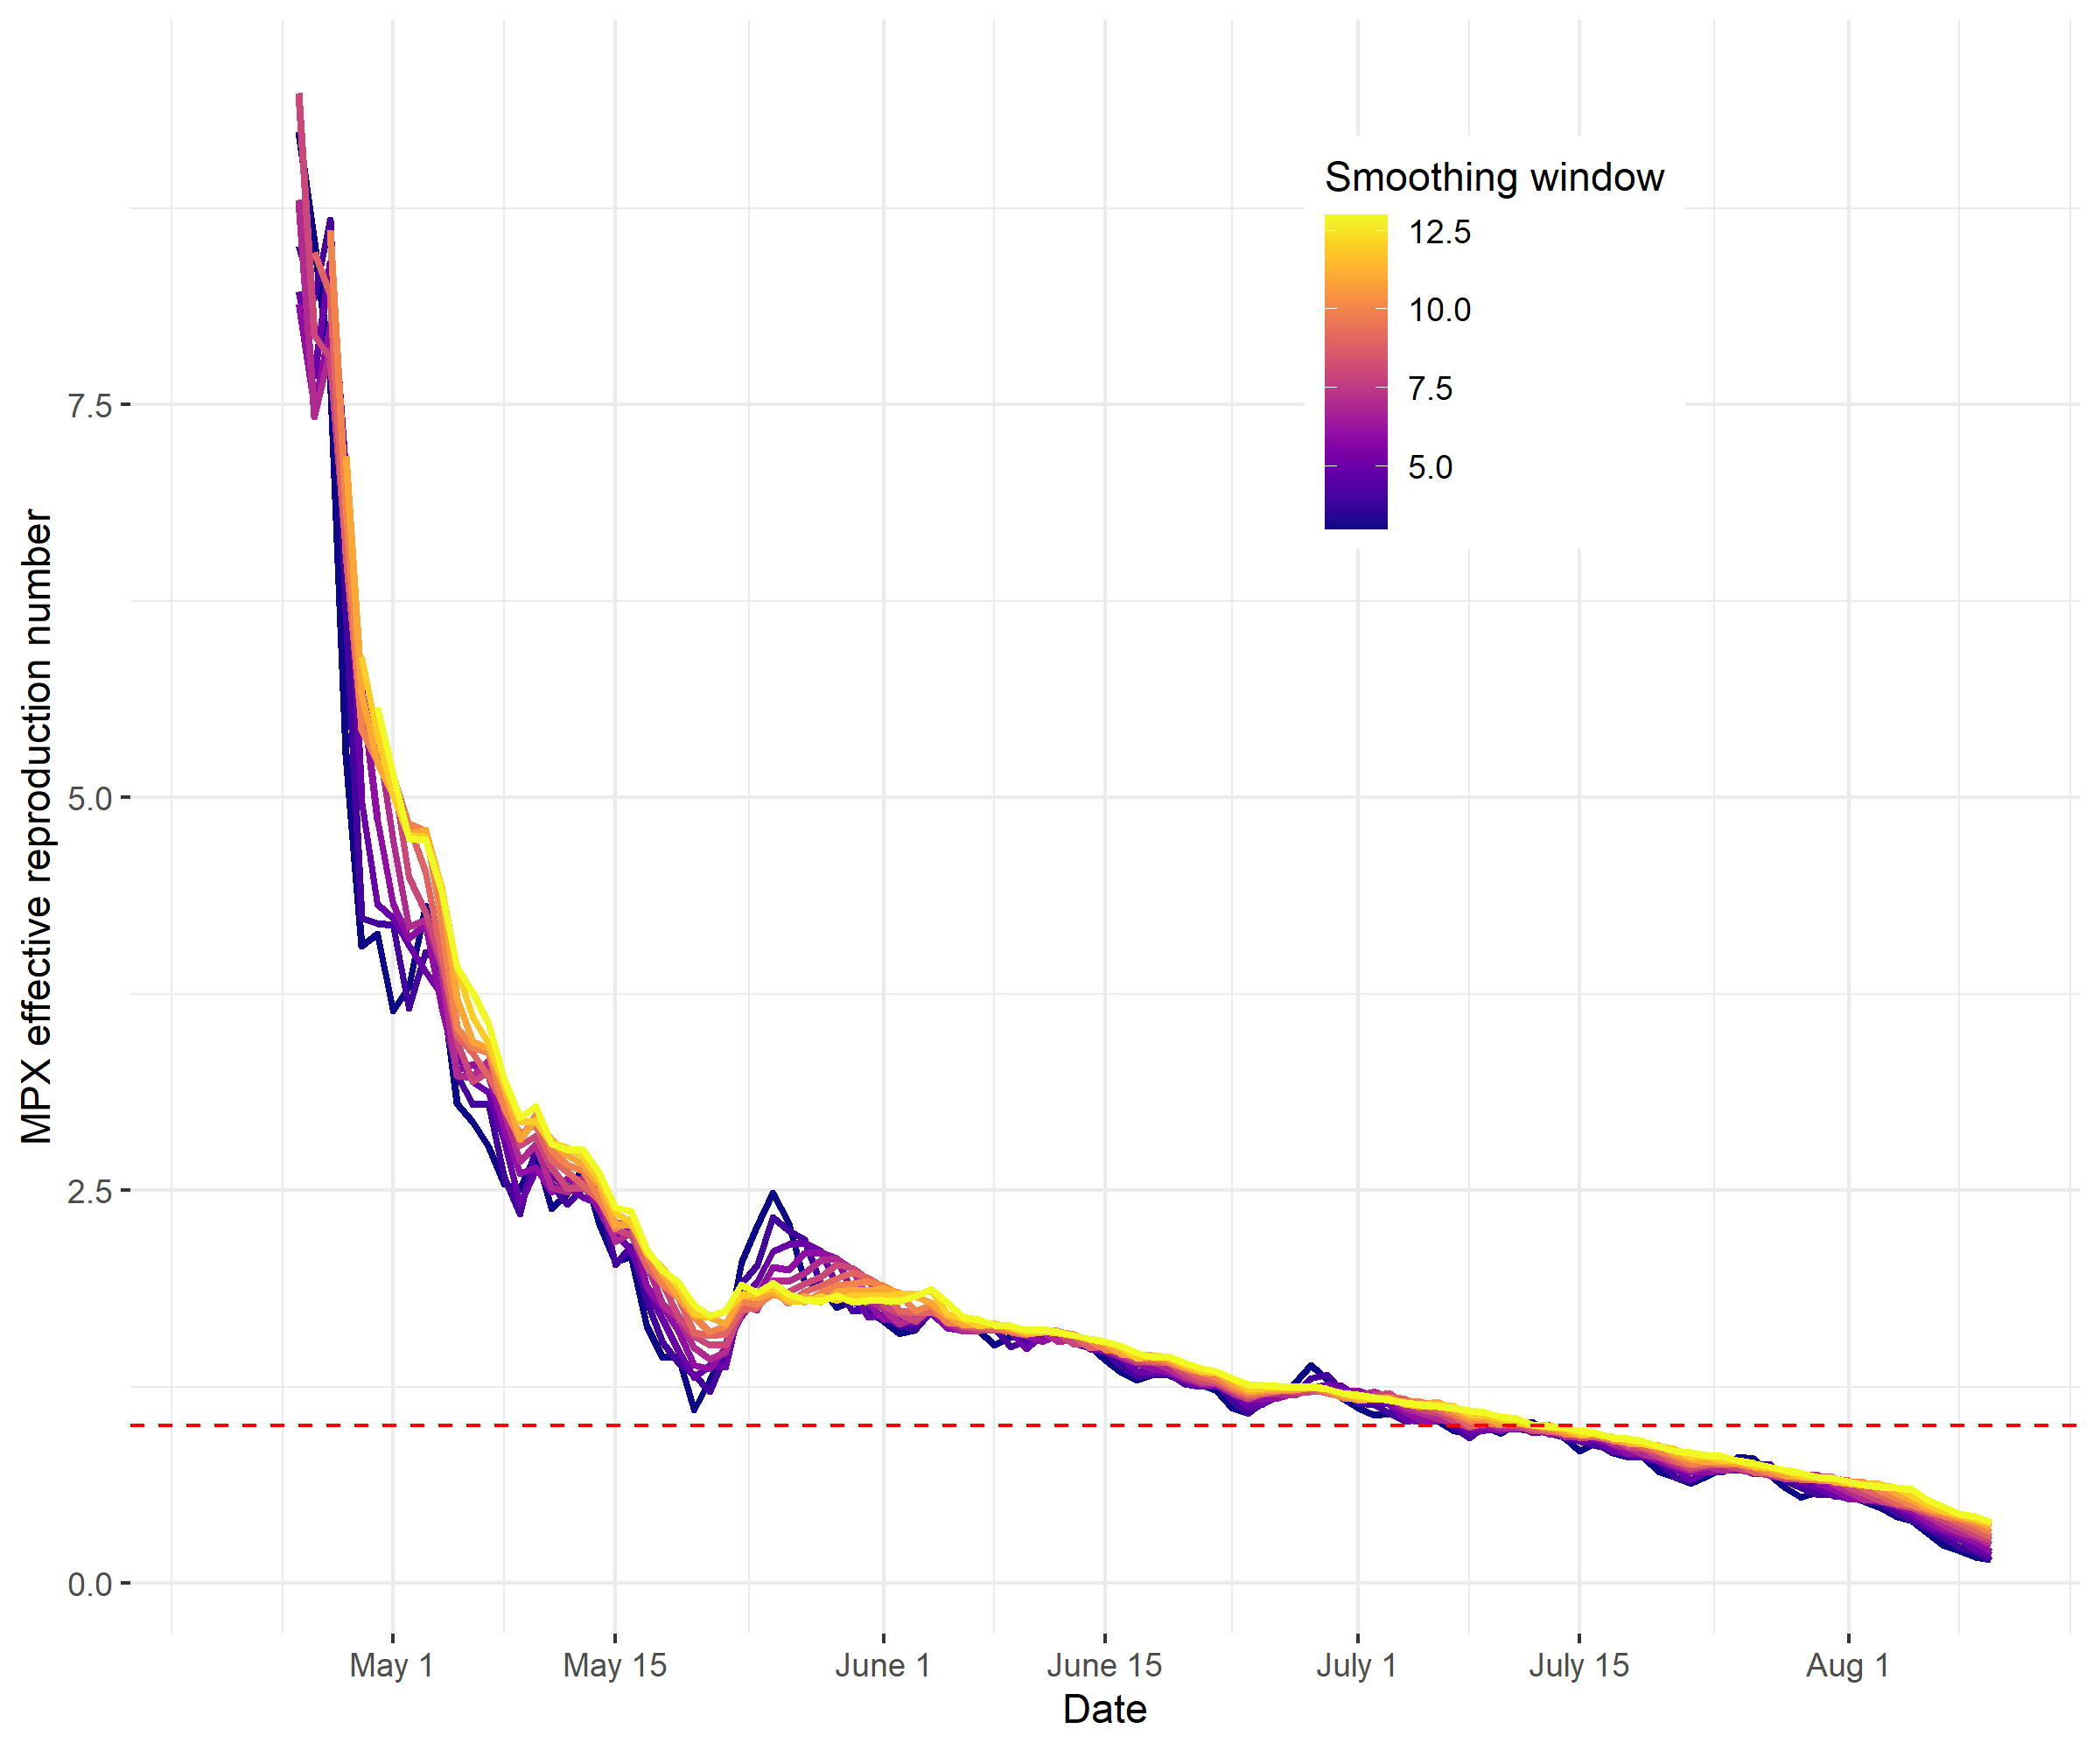 Smoothing window
12.5
10.0
7.5
5.0
7.5
5.0
2.5
0.0
MPX effective reproduction number
May 1
May 15
June 1
June 15
July 1
July 15
Aug 1
Date